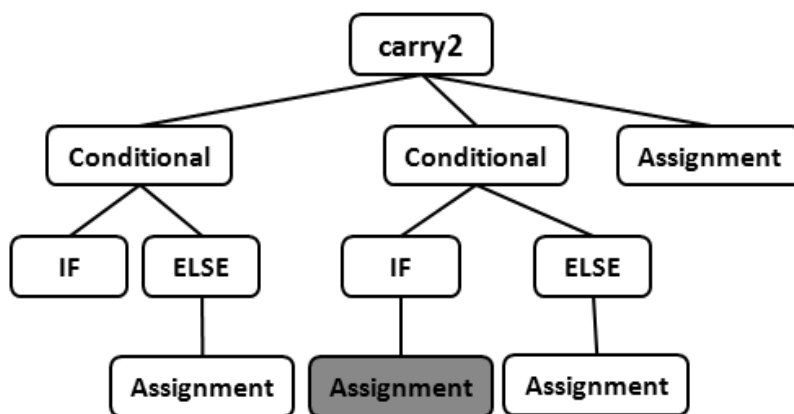 carry2
Conditional
Conditional
Assignment
IF
ELSE
IF
ELSE
Assignment
Assignment
Assignment